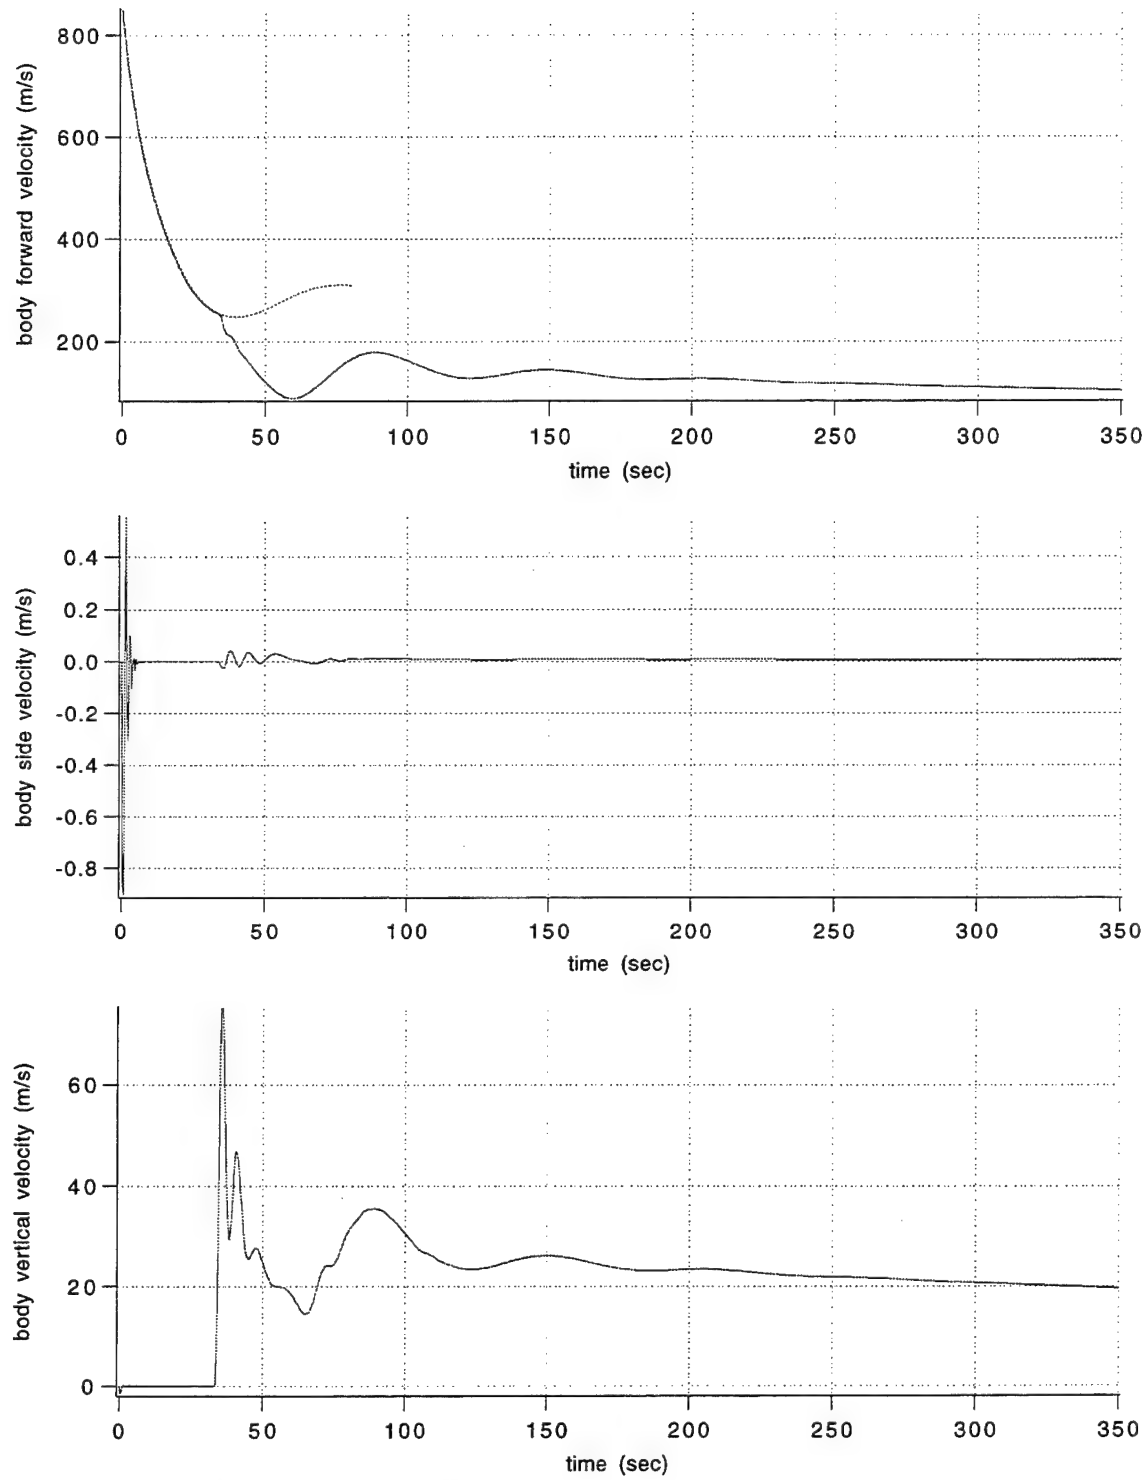 800
600
400
200
body forward velocity (m/s)
0 50 100 150 200 250 300 350
time (sec)
0.4
0.2
0.0
-0.2
-0.4
-0.6
-0.8
body side velocity (m/s)
0 50 100 150 200 250 300 350
time (sec)
60
40
20
0
body vertical velocity (m/s)
0 50 100 150 200 250 300 350
time (sec)